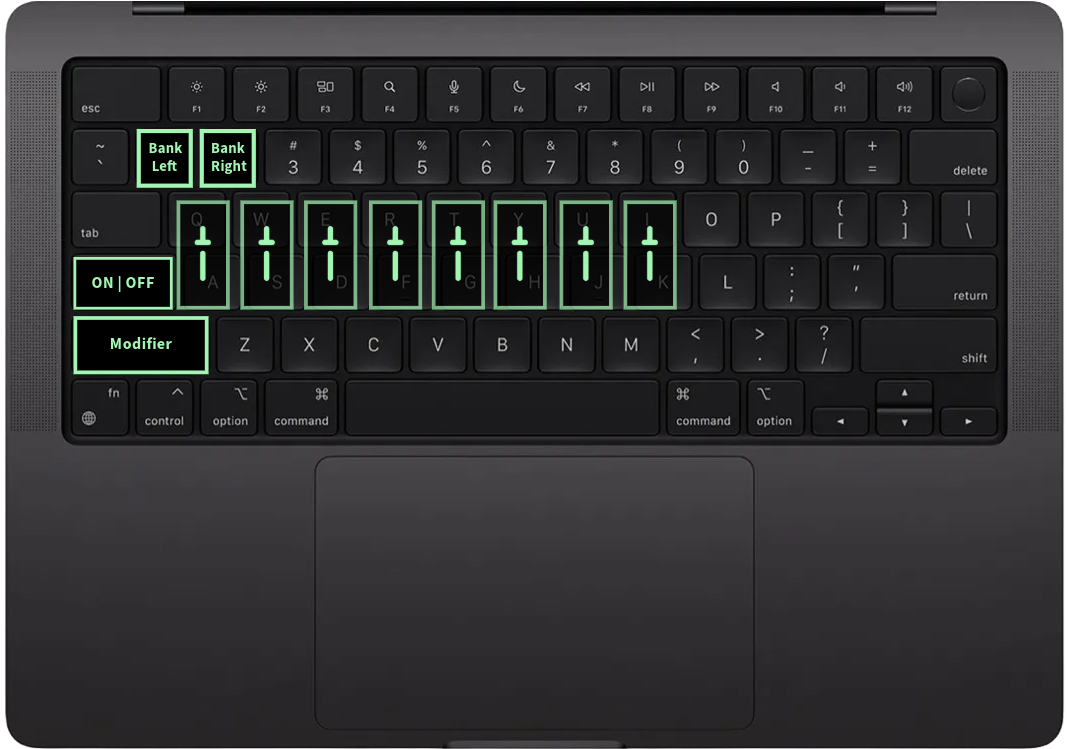 esc F1 F2 F3 F4 F5 F6 F7 F8 F9 F10 F11 F12
~ Bank Left Bank Right # $ % ^ & * ( ) _ +
` 3 4 5 6 7 8 9 0 - = delete
tab Q W E R T Y U I O P { [ } ] | \
ON | OFF A S D F G H J K L : ; " ' return
Modifier Z X C V B N M < , > . ? / shift
fn control option command command option